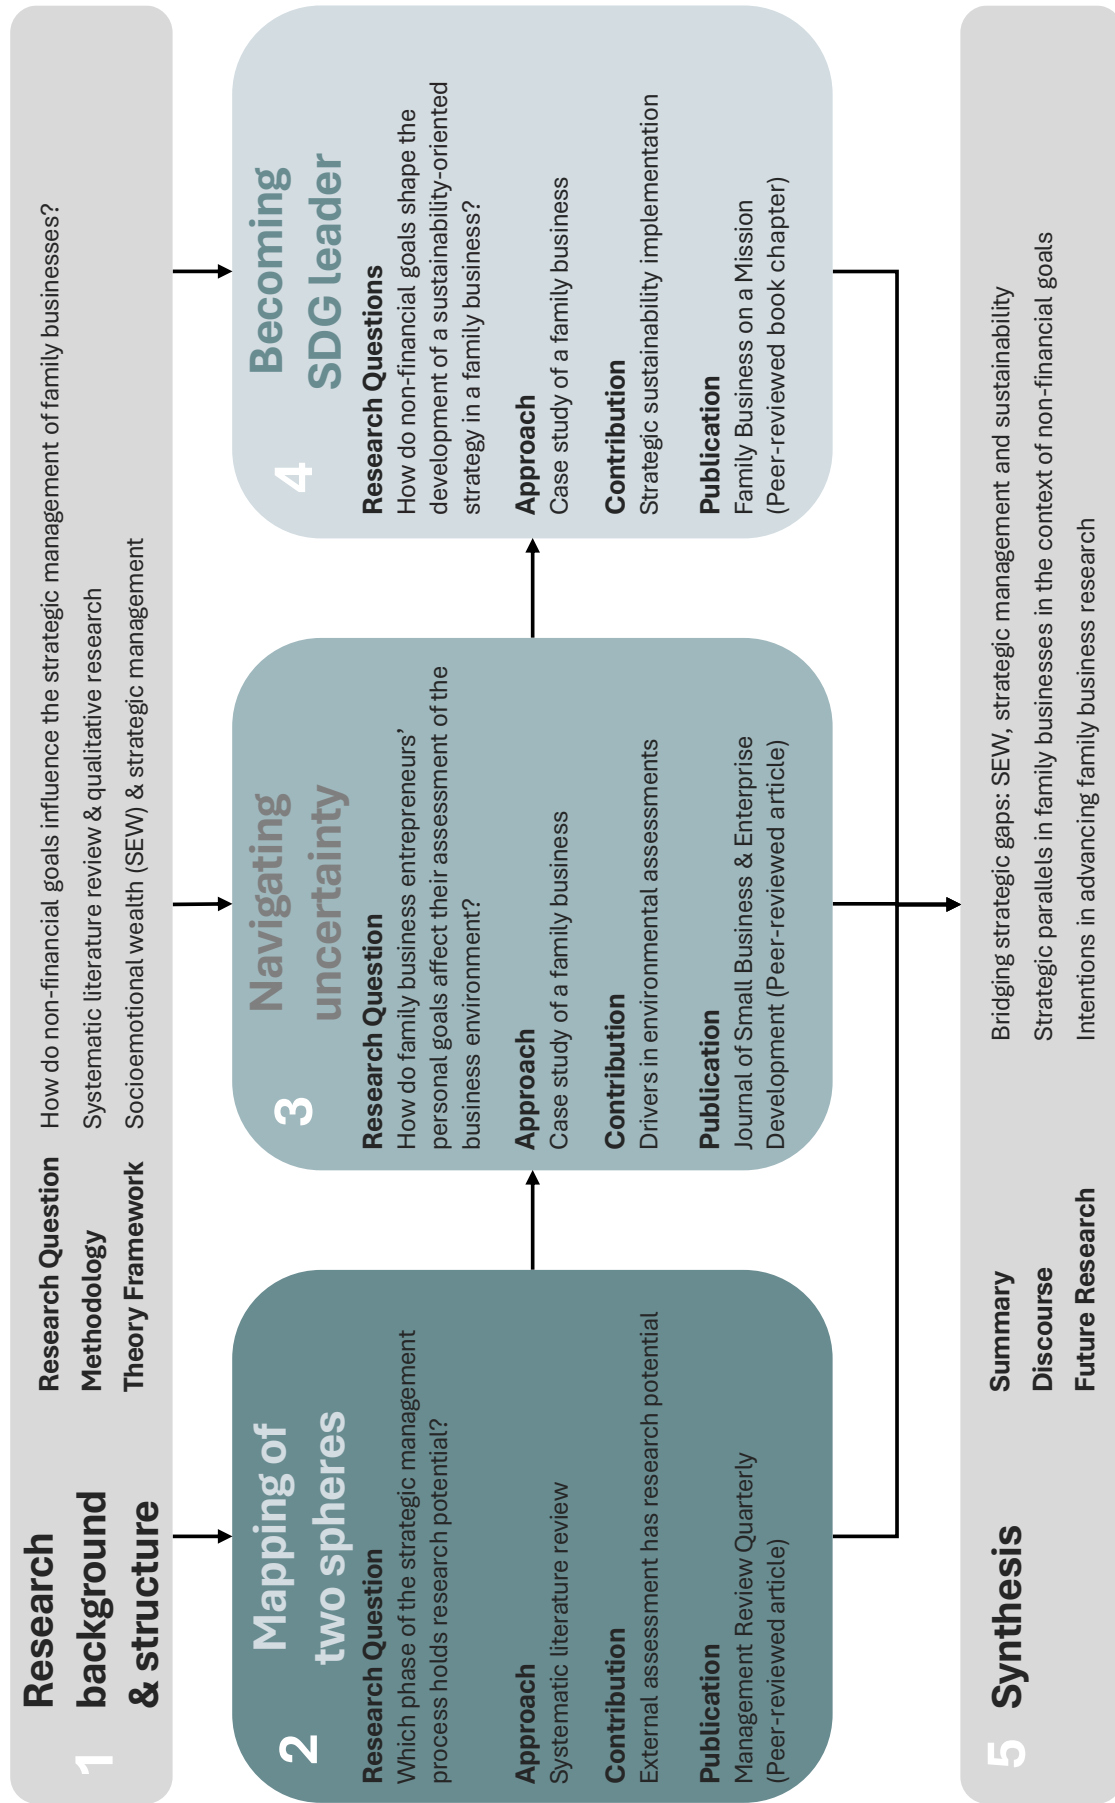 1
Research
background
& structure
Research Question
How do non-financial goals influence the strategic management of family businesses?
Methodology
Systematic literature review & qualitative research
Theory Framework
Socioemotional wealth (SEW) & strategic management
2
Mapping of
two spheres
Research Question
Which phase of the strategic management
process holds research potential?
Approach
Systematic literature review
Contribution
External assessment has research potential
Publication
Management Review Quarterly
(Peer-reviewed article)
3
Navigating
uncertainty
Research Question
How do family business entrepreneurs’
personal goals affect their assessment of the
business environment?
Approach
Case study of a family business
Contribution
Drivers in environmental assessments
Publication
Journal of Small Business & Enterprise
Development (Peer-reviewed article)
4
Becoming
SDG leader
Research Questions
How do non-financial goals shape the
development of a sustainability-oriented
strategy in a family business?
Approach
Case study of a family business
Contribution
Strategic sustainability implementation
Publication
Family Business on a Mission
(Peer-reviewed book chapter)
5
Synthesis
Summary
Bridging strategic gaps: SEW, strategic management and sustainability
Discourse
Strategic parallels in family businesses in the context of non-financial goals
Future Research
Intentions in advancing family business research